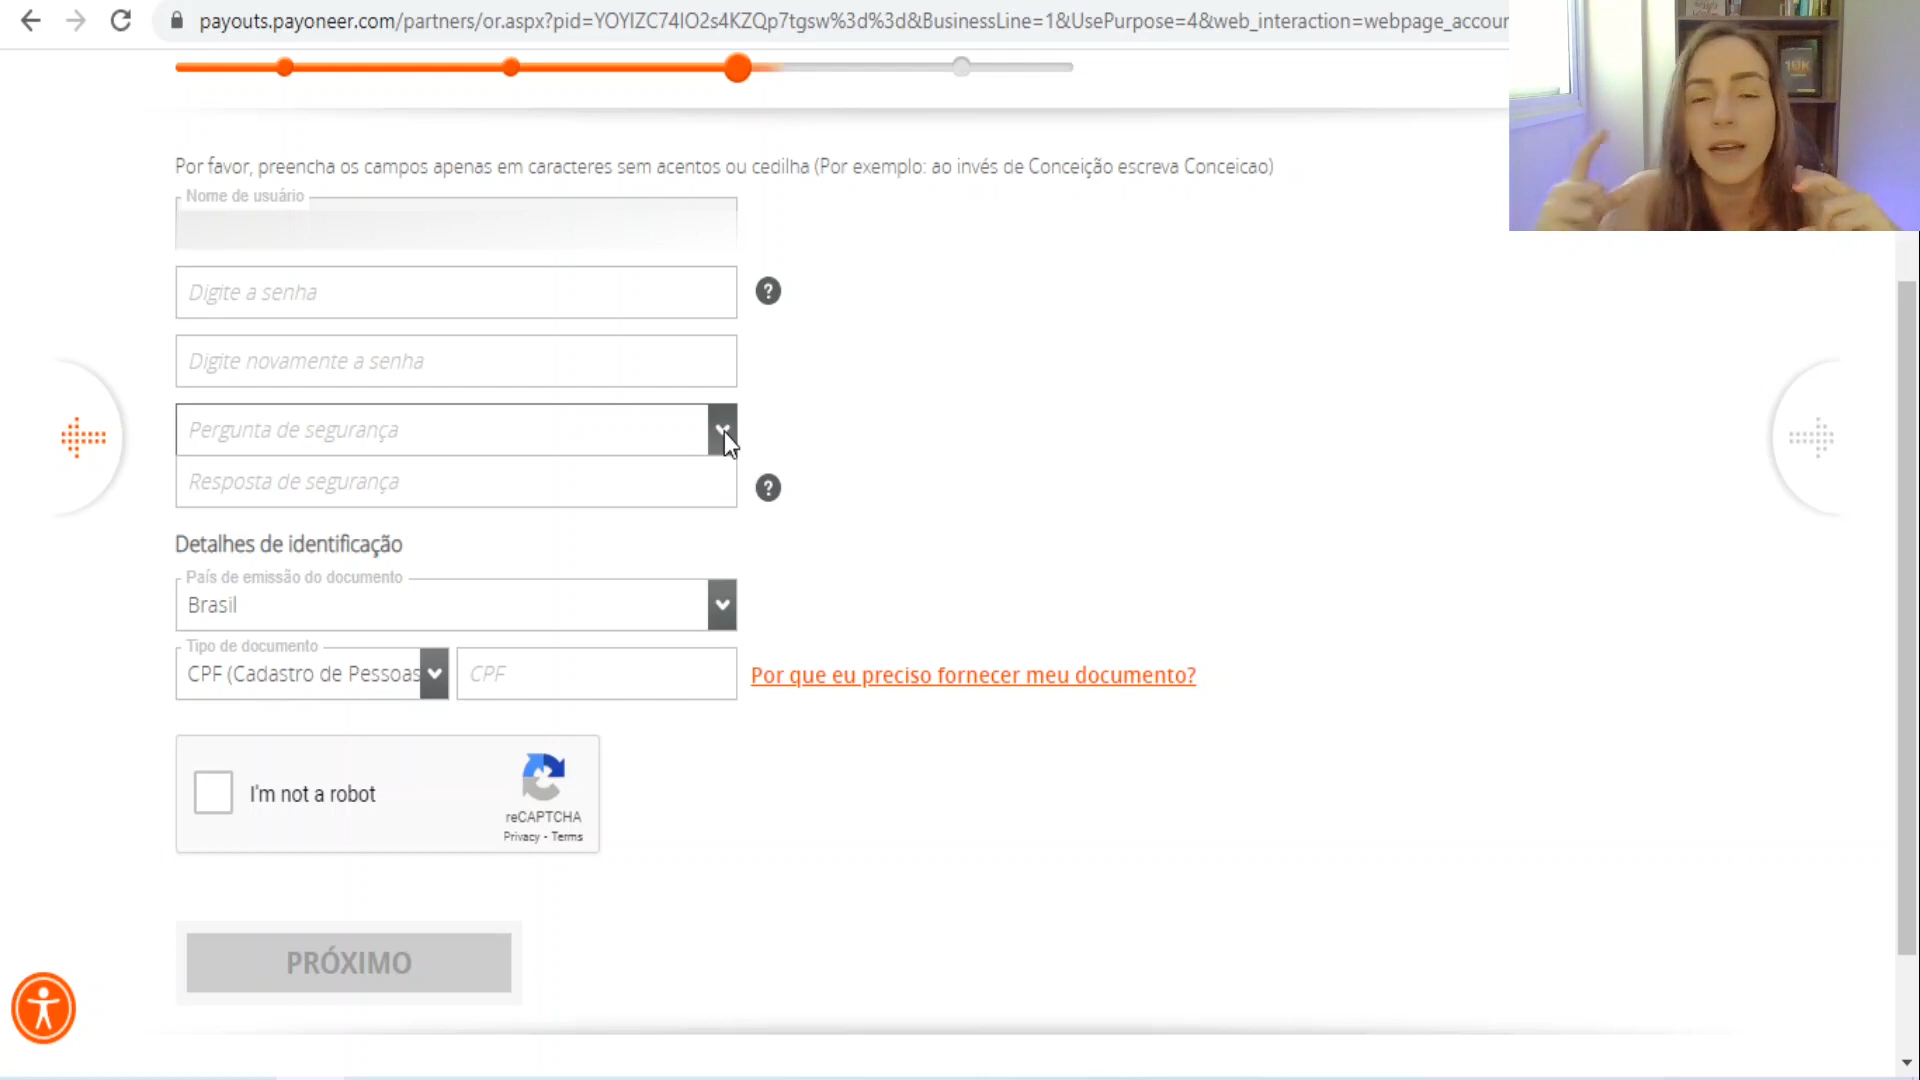 payouts.payoneer.com/partners/or.aspx?pid=YOYIZC74IO2s4KZQp7tgsw%3d%3d&BusinessLine=1&UsePurpose=4&web_interaction=webpage_accour
10K
Por favor, preencha os campos apenas em caracteres sem acentos ou cedilha (Por exemplo: ao invés de Conceição escreva Conceicao)
Nome de usuário
Digite a senha
?
Digite novamente a senha
Pergunta de segurança
Resposta de segurança
?
Detalhes de identificação
País de emissão do documento
Brasil
Tipo de documento
CPF (Cadastro de Pessoas
CPF
Por que eu preciso fornecer meu documento?
I'm not a robot
reCAPTCHA
Privacy - Terms
PRÓXIMO